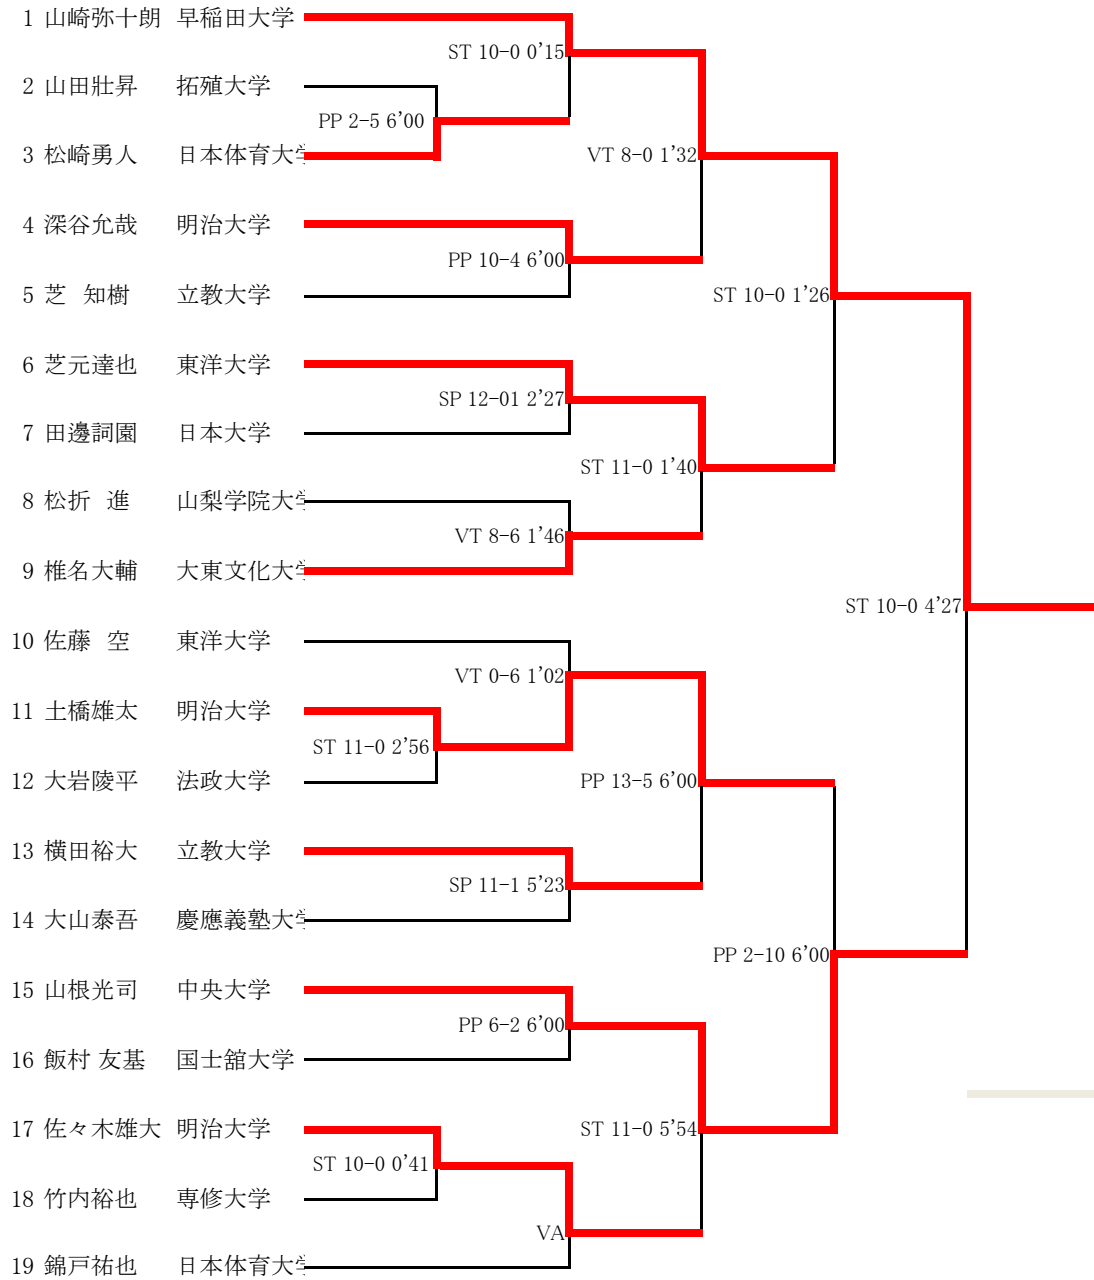 1 山崎弥十朗 早稲田大学
ST 10-0 0'15
2 山田壯昇 拓殖大学
PP 2-5 6'00
3 松崎勇人 日本体育大学
VT 8-0 1'32
4 深谷允哉 明治大学
PP 10-4 6'00
5 芝 知樹 立教大学
ST 10-0 1'26
6 芝元達也 東洋大学
SP 12-01 2'27
7 田邊詞園 日本大学
ST 11-0 1'40
8 松折 進 山梨学院大学
VT 8-6 1'46
9 椎名大輔 大東文化大学
ST 10-0 4'27
10 佐藤 空 東洋大学
VT 0-6 1'02
11 土橋雄太 明治大学
ST 11-0 2'56
12 大岩陵平 法政大学
PP 13-5 6'00
13 横田裕大 立教大学
SP 11-1 5'23
14 大山泰吾 慶應義塾大学
PP 2-10 6'00
15 山根光司 中央大学
PP 6-2 6'00
16 飯村 友基 国士舘大学
17 佐々木雄大 明治大学
ST 11-0 5'54
ST 10-0 0'41
18 竹内裕也 専修大学
VA
19 錦戸祐也 日本体育大学